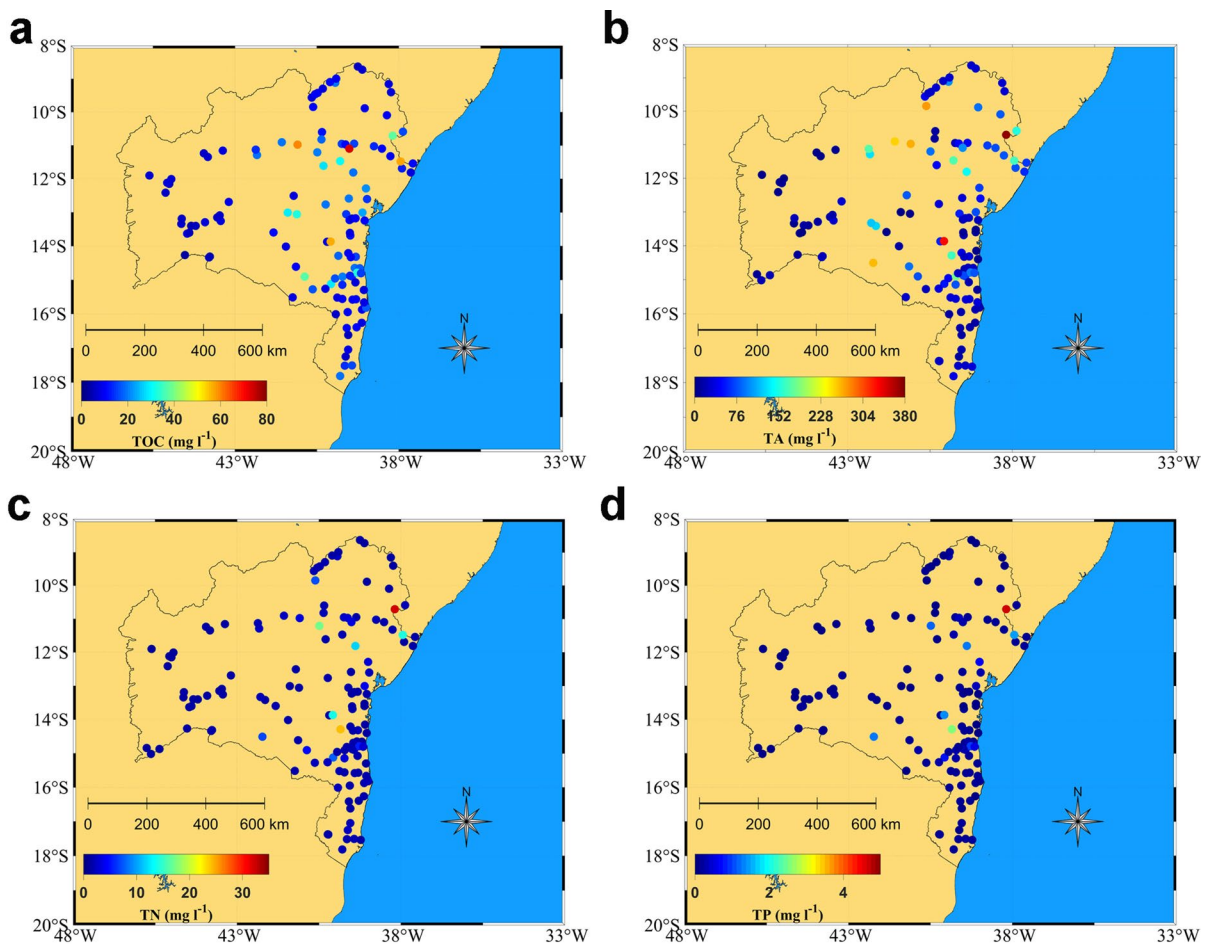 a
b
8°S
10°S
12°S
14°S
16°S
18°S
20°S
48°W
43°W
38°W
33°W
N
0 200 400 600 km
0 20 40 60 80
TOC (mg l⁻¹)
8°S
10°S
12°S
14°S
16°S
18°S
20°S
48°W
43°W
38°W
33°W
N
0 200 400 600 km
0 76 152 228 304 380
TA (mg l⁻¹)
c
d
8°S
10°S
12°S
14°S
16°S
18°S
20°S
48°W
43°W
38°W
33°W
N
0 200 400 600 km
0 10 20 30
TN (mg l⁻¹)
8°S
10°S
12°S
14°S
16°S
18°S
20°S
48°W
43°W
38°W
33°W
N
0 200 400 600 km
0 2 4
TP (mg l⁻¹)